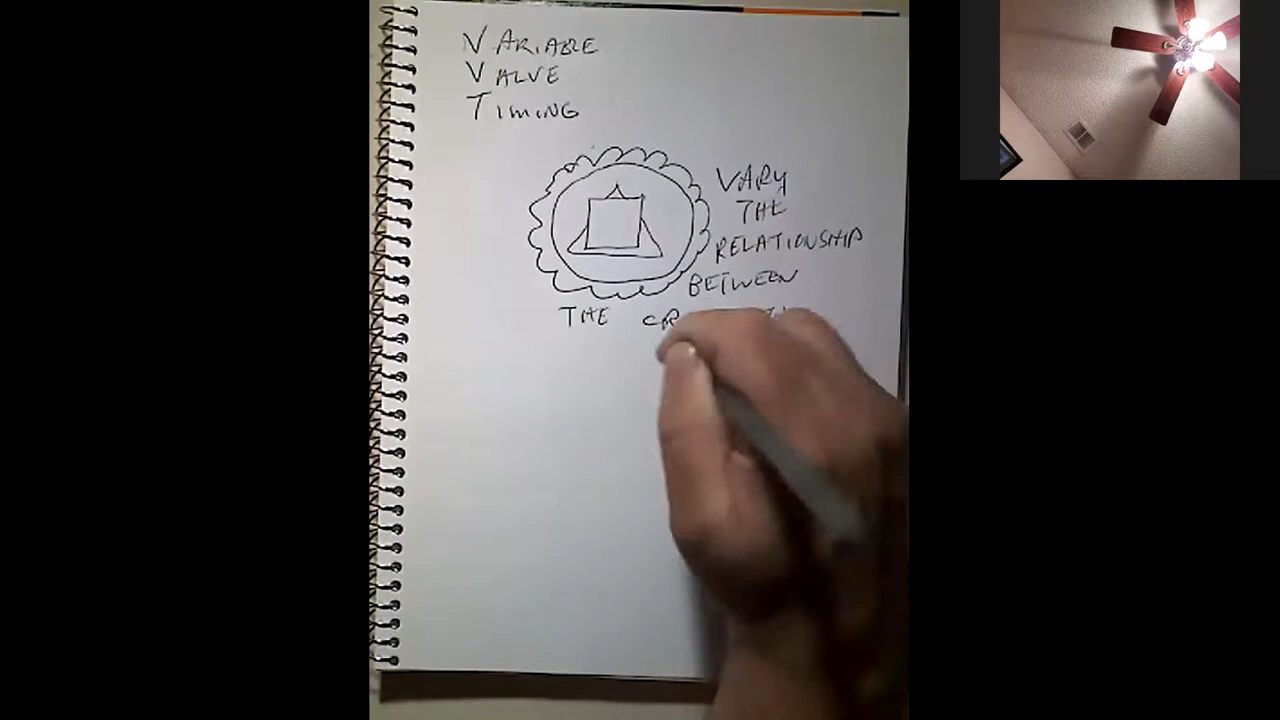 VARIABLE
VALVE
TIMING
VARY
THE
RELATIONSHIP
BETWEEN
THE